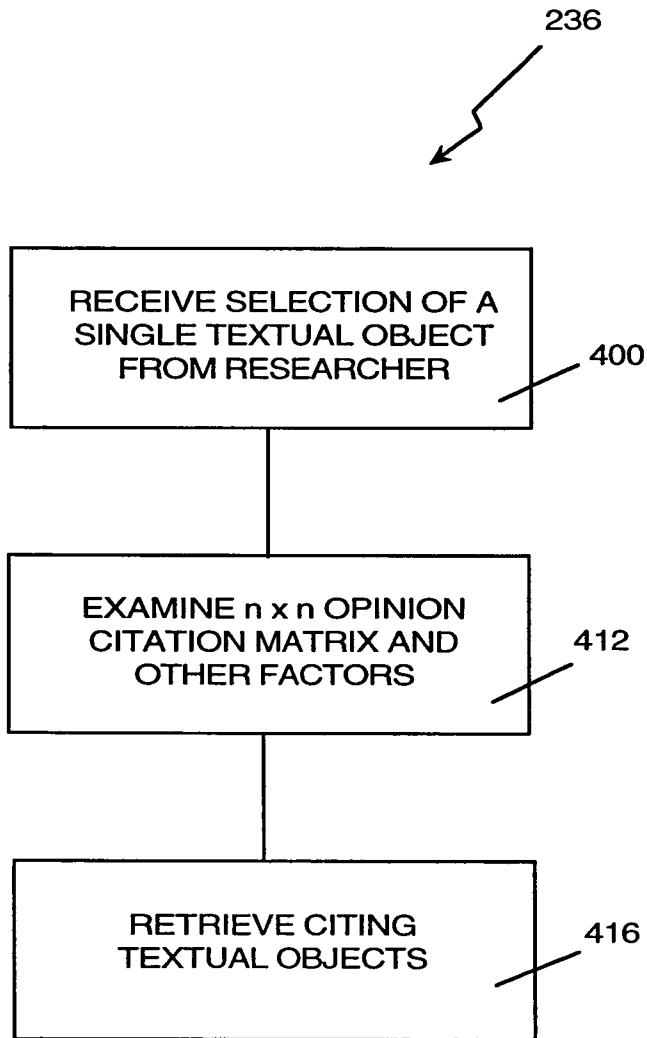 236
RECEIVE SELECTION OF A
SINGLE TEXTUAL OBJECT
FROM RESEARCHER
400
EXAMINE n x n OPINION
CITATION MATRIX AND
OTHER FACTORS
412
RETRIEVE CITING
TEXTUAL OBJECTS
416